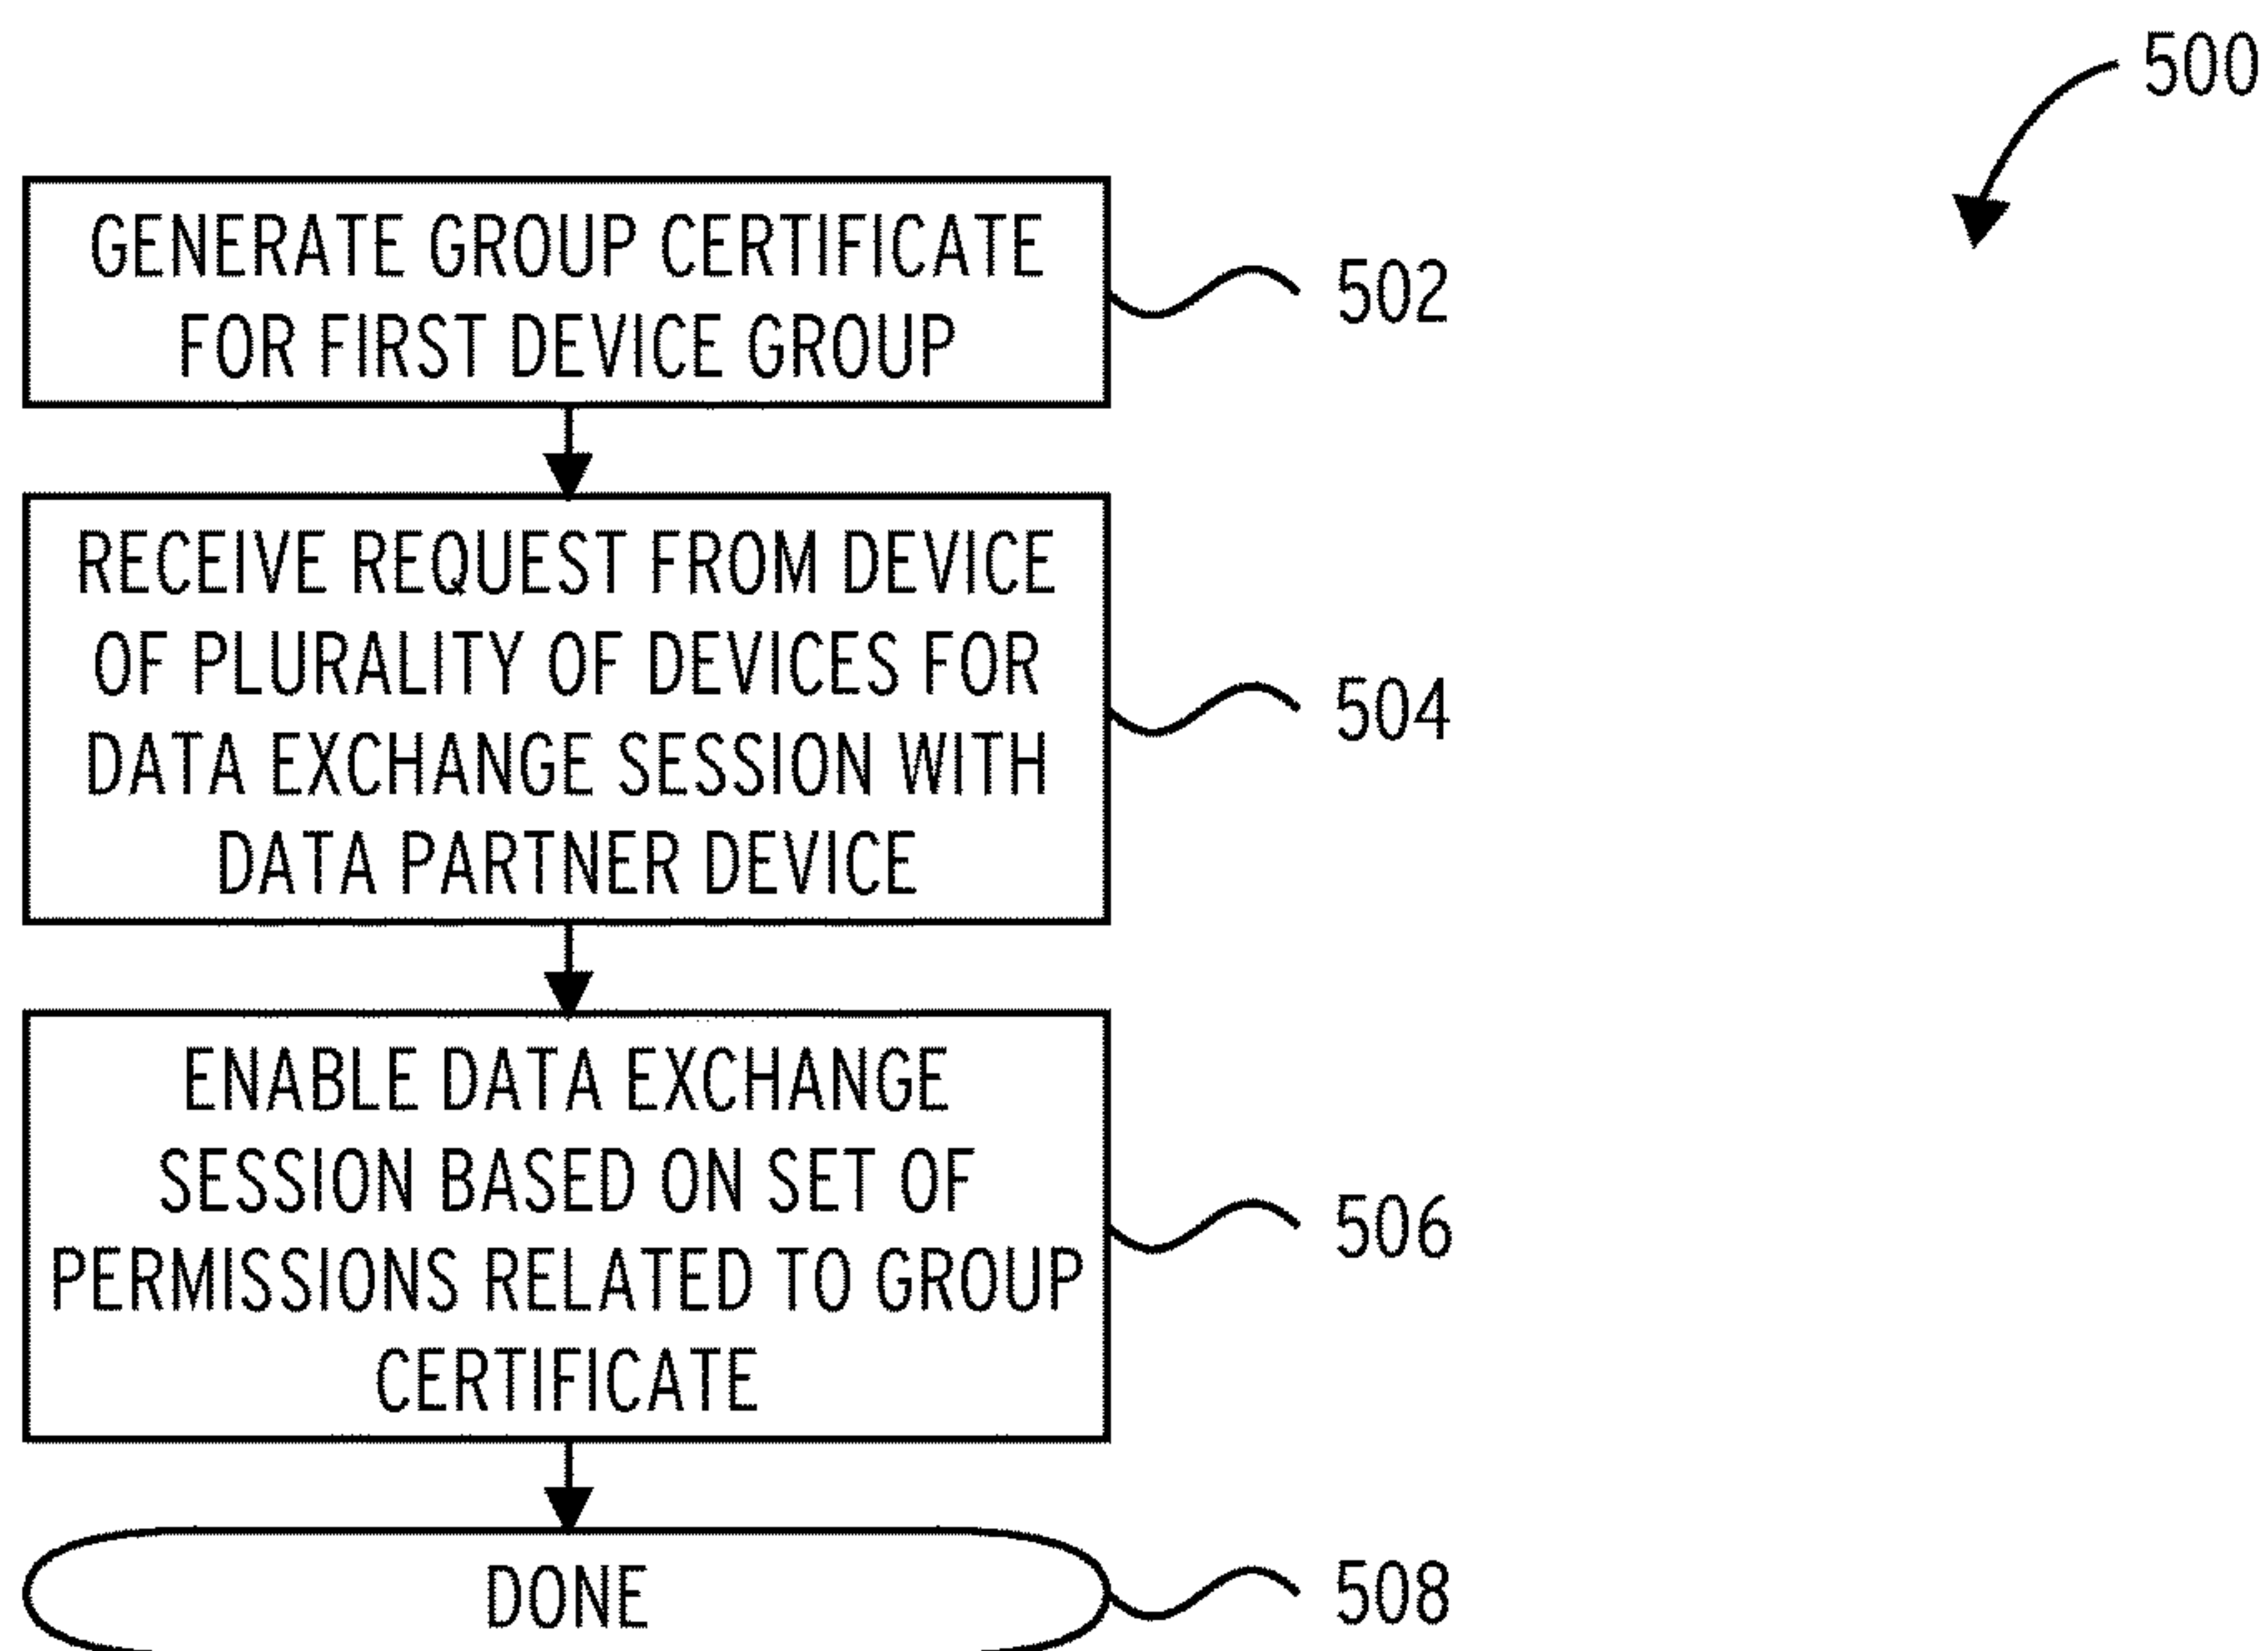 500
GENERATE GROUP CERTIFICATE
FOR FIRST DEVICE GROUP
502
RECEIVE REQUEST FROM DEVICE
OF PLURALITY OF DEVICES FOR
DATA EXCHANGE SESSION WITH
DATA PARTNER DEVICE
504
ENABLE DATA EXCHANGE
SESSION BASED ON SET OF
PERMISSIONS RELATED TO GROUP
CERTIFICATE
506
DONE
508